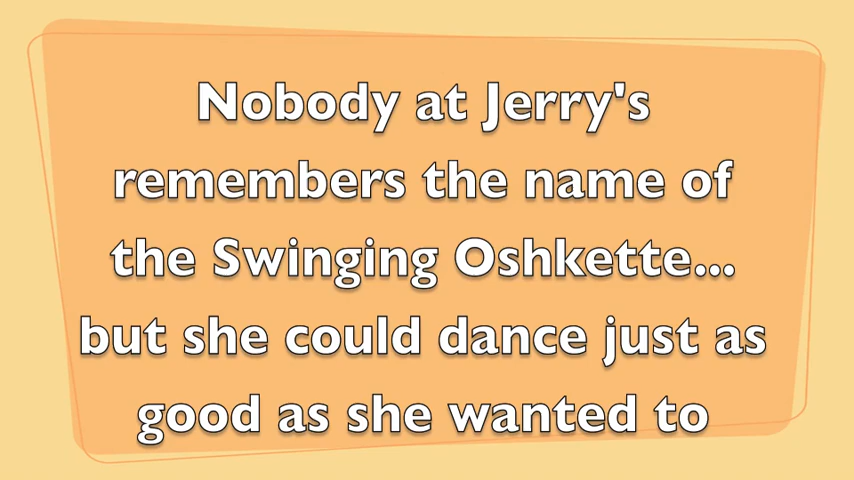 Nobody at Jerry's
remembers the name of
the Swinging Oshkette...
but she could dance just as
good as she wanted to